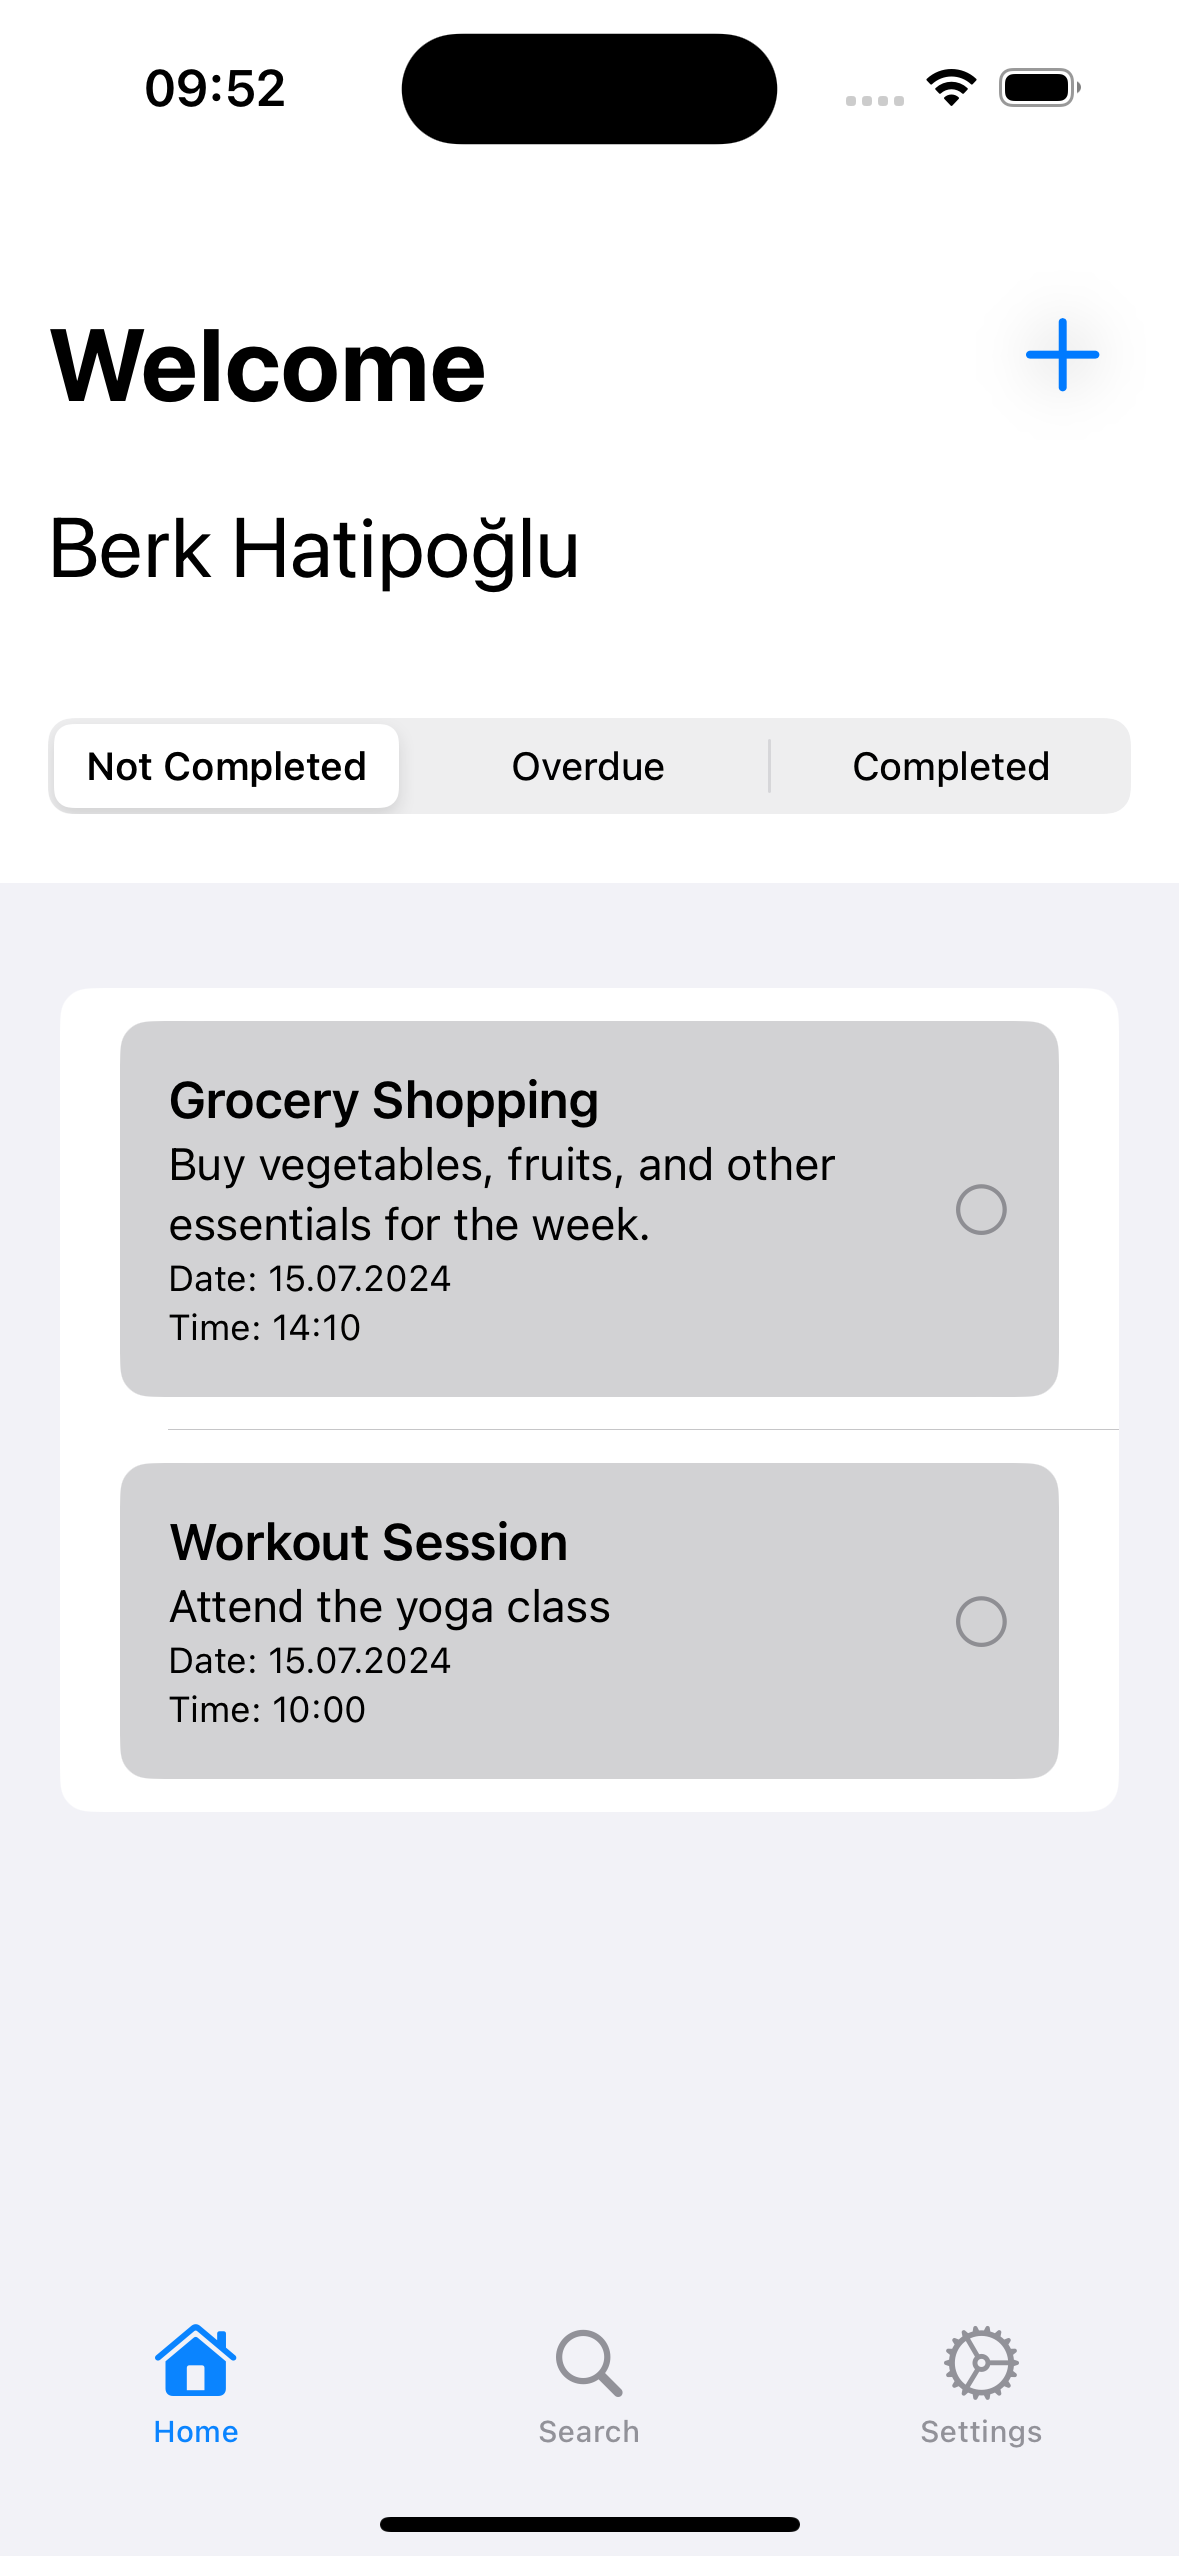 09:52
Welcome
Berk Hatipoğlu
Not Completed
Overdue
Completed
Grocery Shopping
Buy vegetables, fruits, and other
essentials for the week.
Date: 15.07.2024
Time: 14:10
Workout Session
Attend the yoga class
Date: 15.07.2024
Time: 10:00
Home
Search
Settings